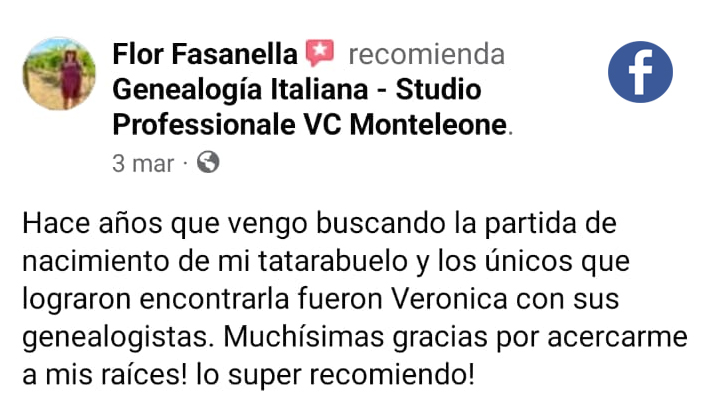 Flor Fasanella recomienda
Genealogía Italiana - Studio
Professionale VC Monteleone.
3 mar ·
Hace años que vengo buscando la partida de
nacimiento de mi tatarabuelo y los únicos que
lograron encontrarla fueron Veronica con sus
genealogistas. Muchísimas gracias por acercarme
a mis raíces! lo super recomiendo!